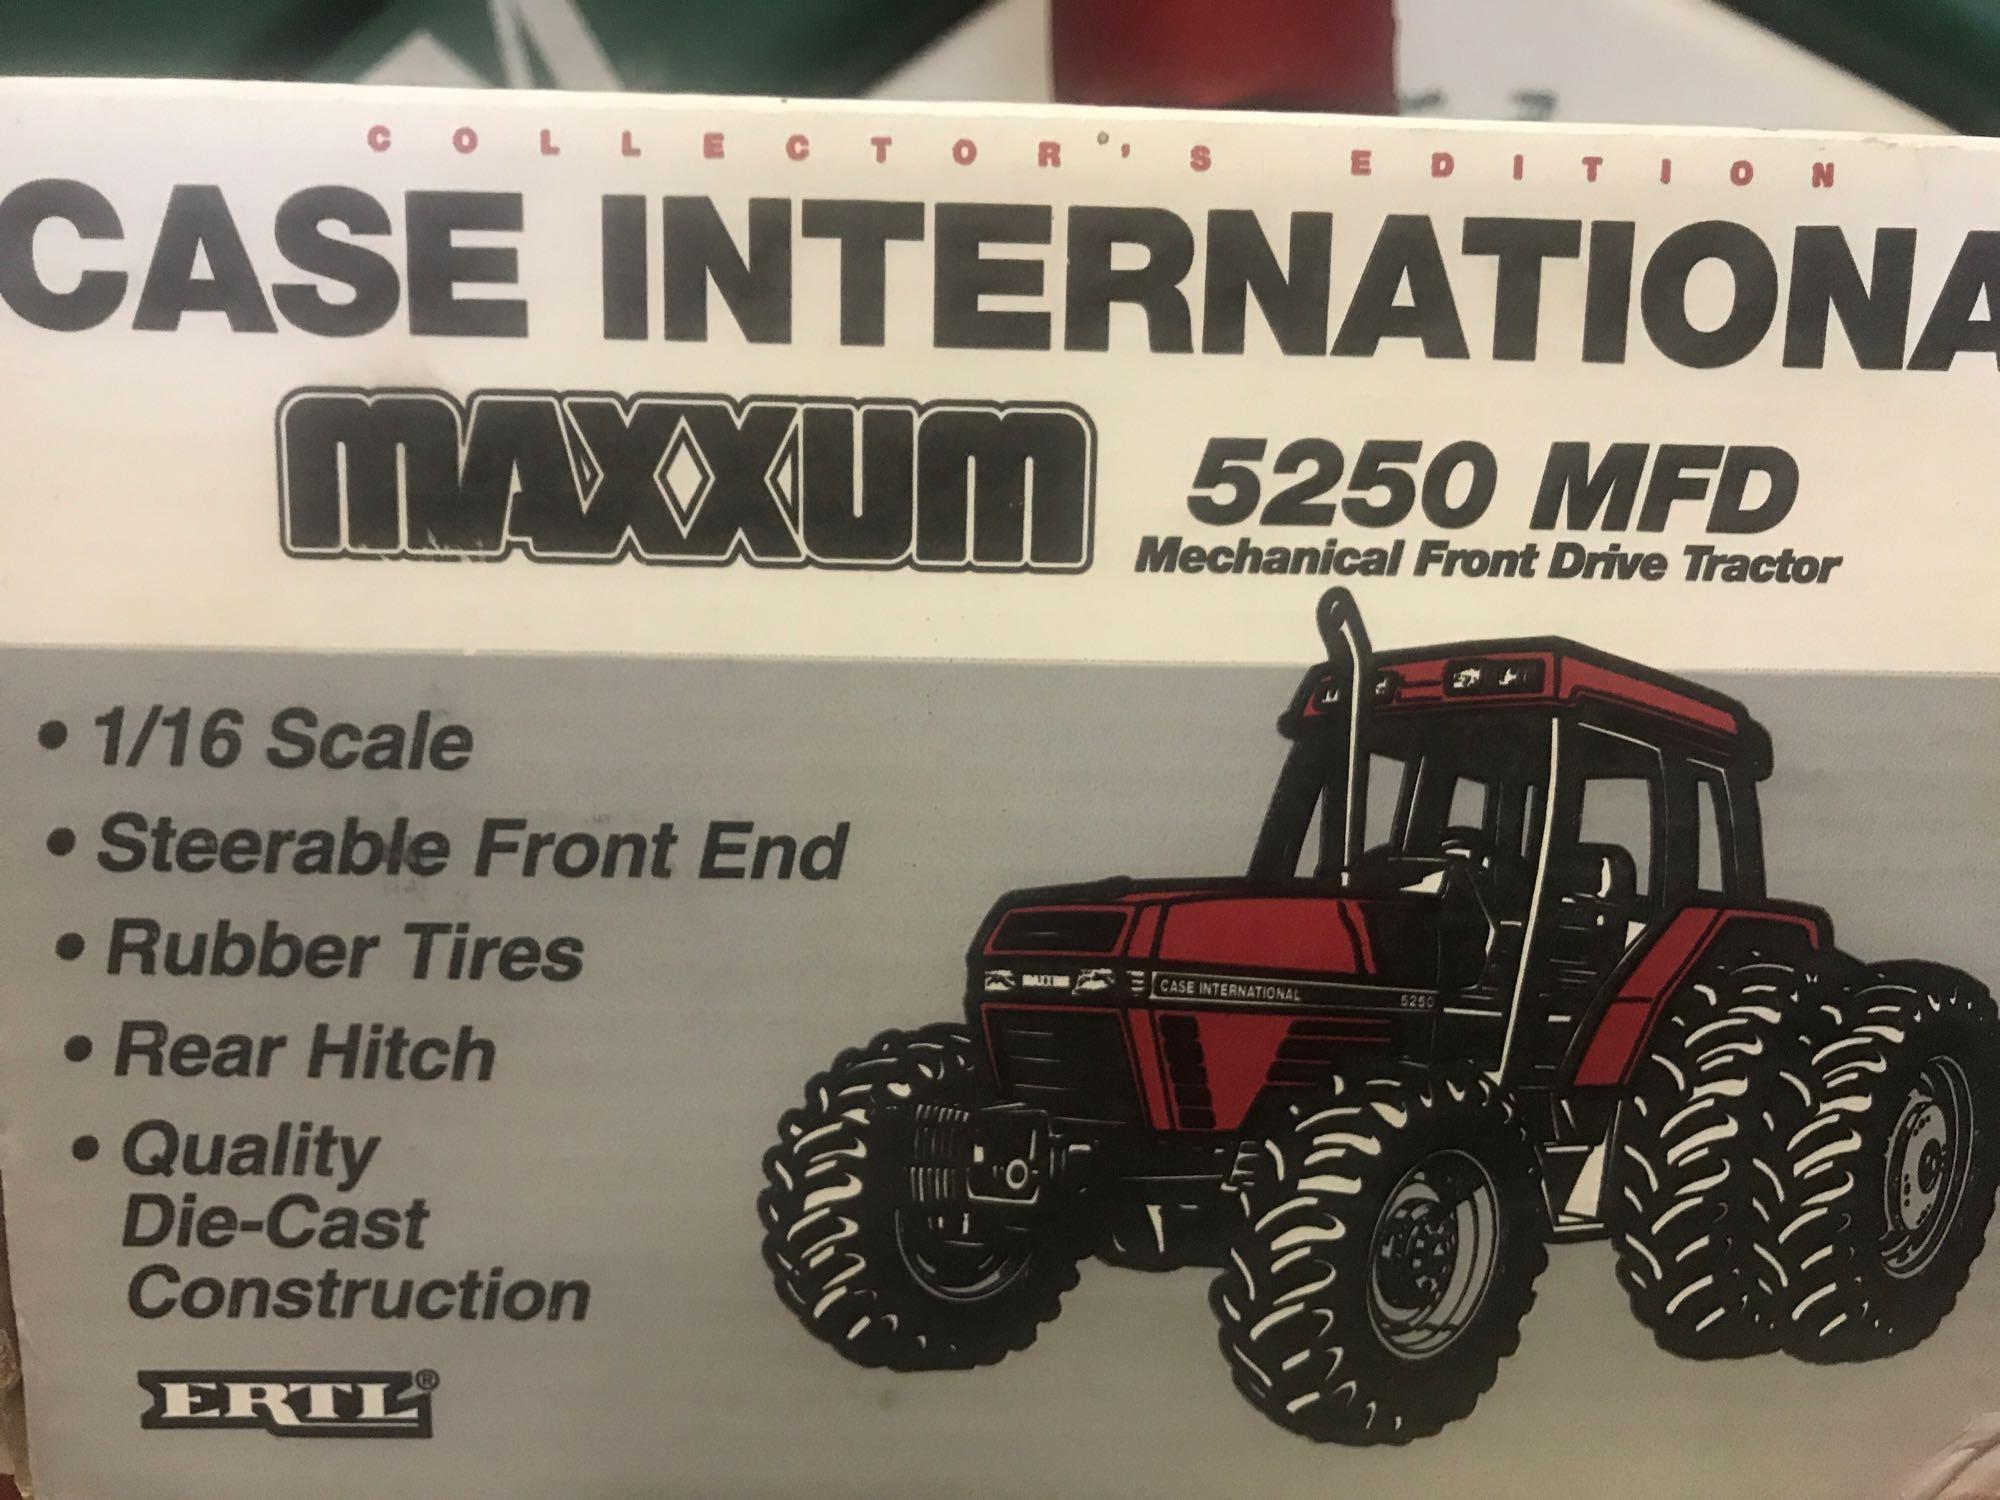 COLLECTOR'S EDITION
CASE INTERNATIONA
MAXXUM
5250 MFD
Mechanical Front Drive Tractor
• 1/16 Scale
• Steerable Front End
• Rubber Tires
• Rear Hitch
• Quality
Die-Cast
Construction
MAXXUM
CASE INTERNATIONAL
5250
ERTL®